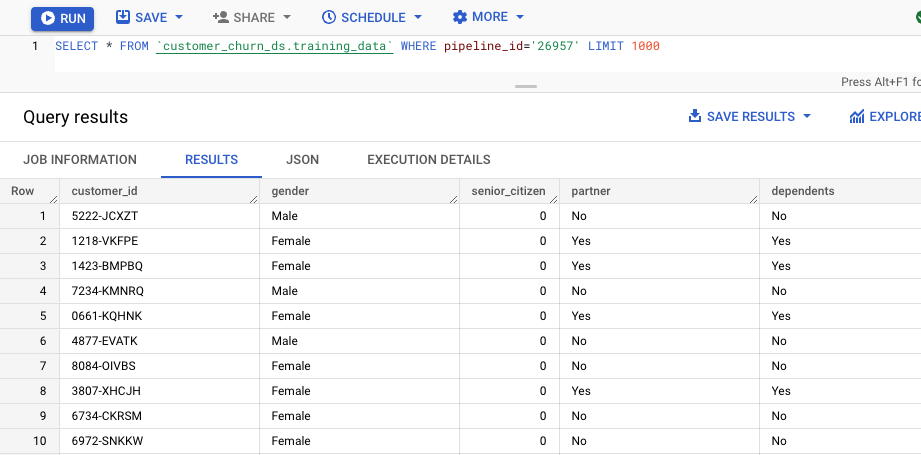 RUN SAVE SHARE SCHEDULE MORE
1 SELECT * FROM `customer_churn_ds.training_data` WHERE pipeline_id='26957' LIMIT 1000
Press Alt+F1 fo
Query results SAVE RESULTS EXPLORE
JOB INFORMATION RESULTS JSON EXECUTION DETAILS
Row customer_id gender senior_citizen partner dependents
1 5222-JCXZT Male 0 No No
2 1218-VKFPE Female 0 Yes Yes
3 1423-BMPBQ Female 0 Yes Yes
4 7234-KMNRQ Male 0 No No
5 0661-KQHNK Female 0 Yes Yes
6 4877-EVATK Male 0 No No
7 8084-OIVBS Female 0 No No
8 3807-XHCJH Female 0 Yes Yes
9 6734-CKRSM Female 0 No No
10 6972-SNKKW Female 0 No No